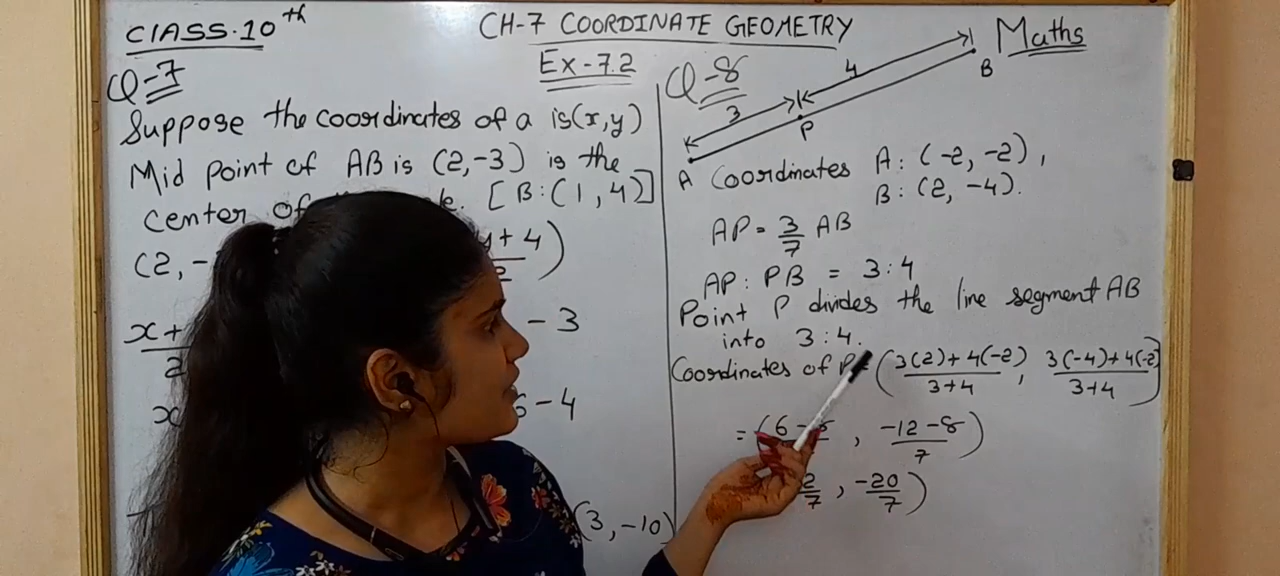 CLASS.10th
CH-7 COORDINATE GEOMETRY
Maths
Ex-7.2
Q-7
Suppose the coordinates of a is (x,y)
Mid point of AB is (2,-3) is the
center of [B:(1,4)]
(2,- y+4/2)
x+ /2 -3
x 6-4
(3,-10)
Q-8
3 4
A P B
Coordinates A:(-2,-2),
B:(2,-4).
AP = 3/7 AB
AP:PB = 3:4
Point P divides the line segment AB
into 3:4.
Coordinates of P = (3(2)+4(-2)/3+4, 3(-4)+4(-2)/3+4)
= (6- , -12-8/7)
2/7, -20/7)